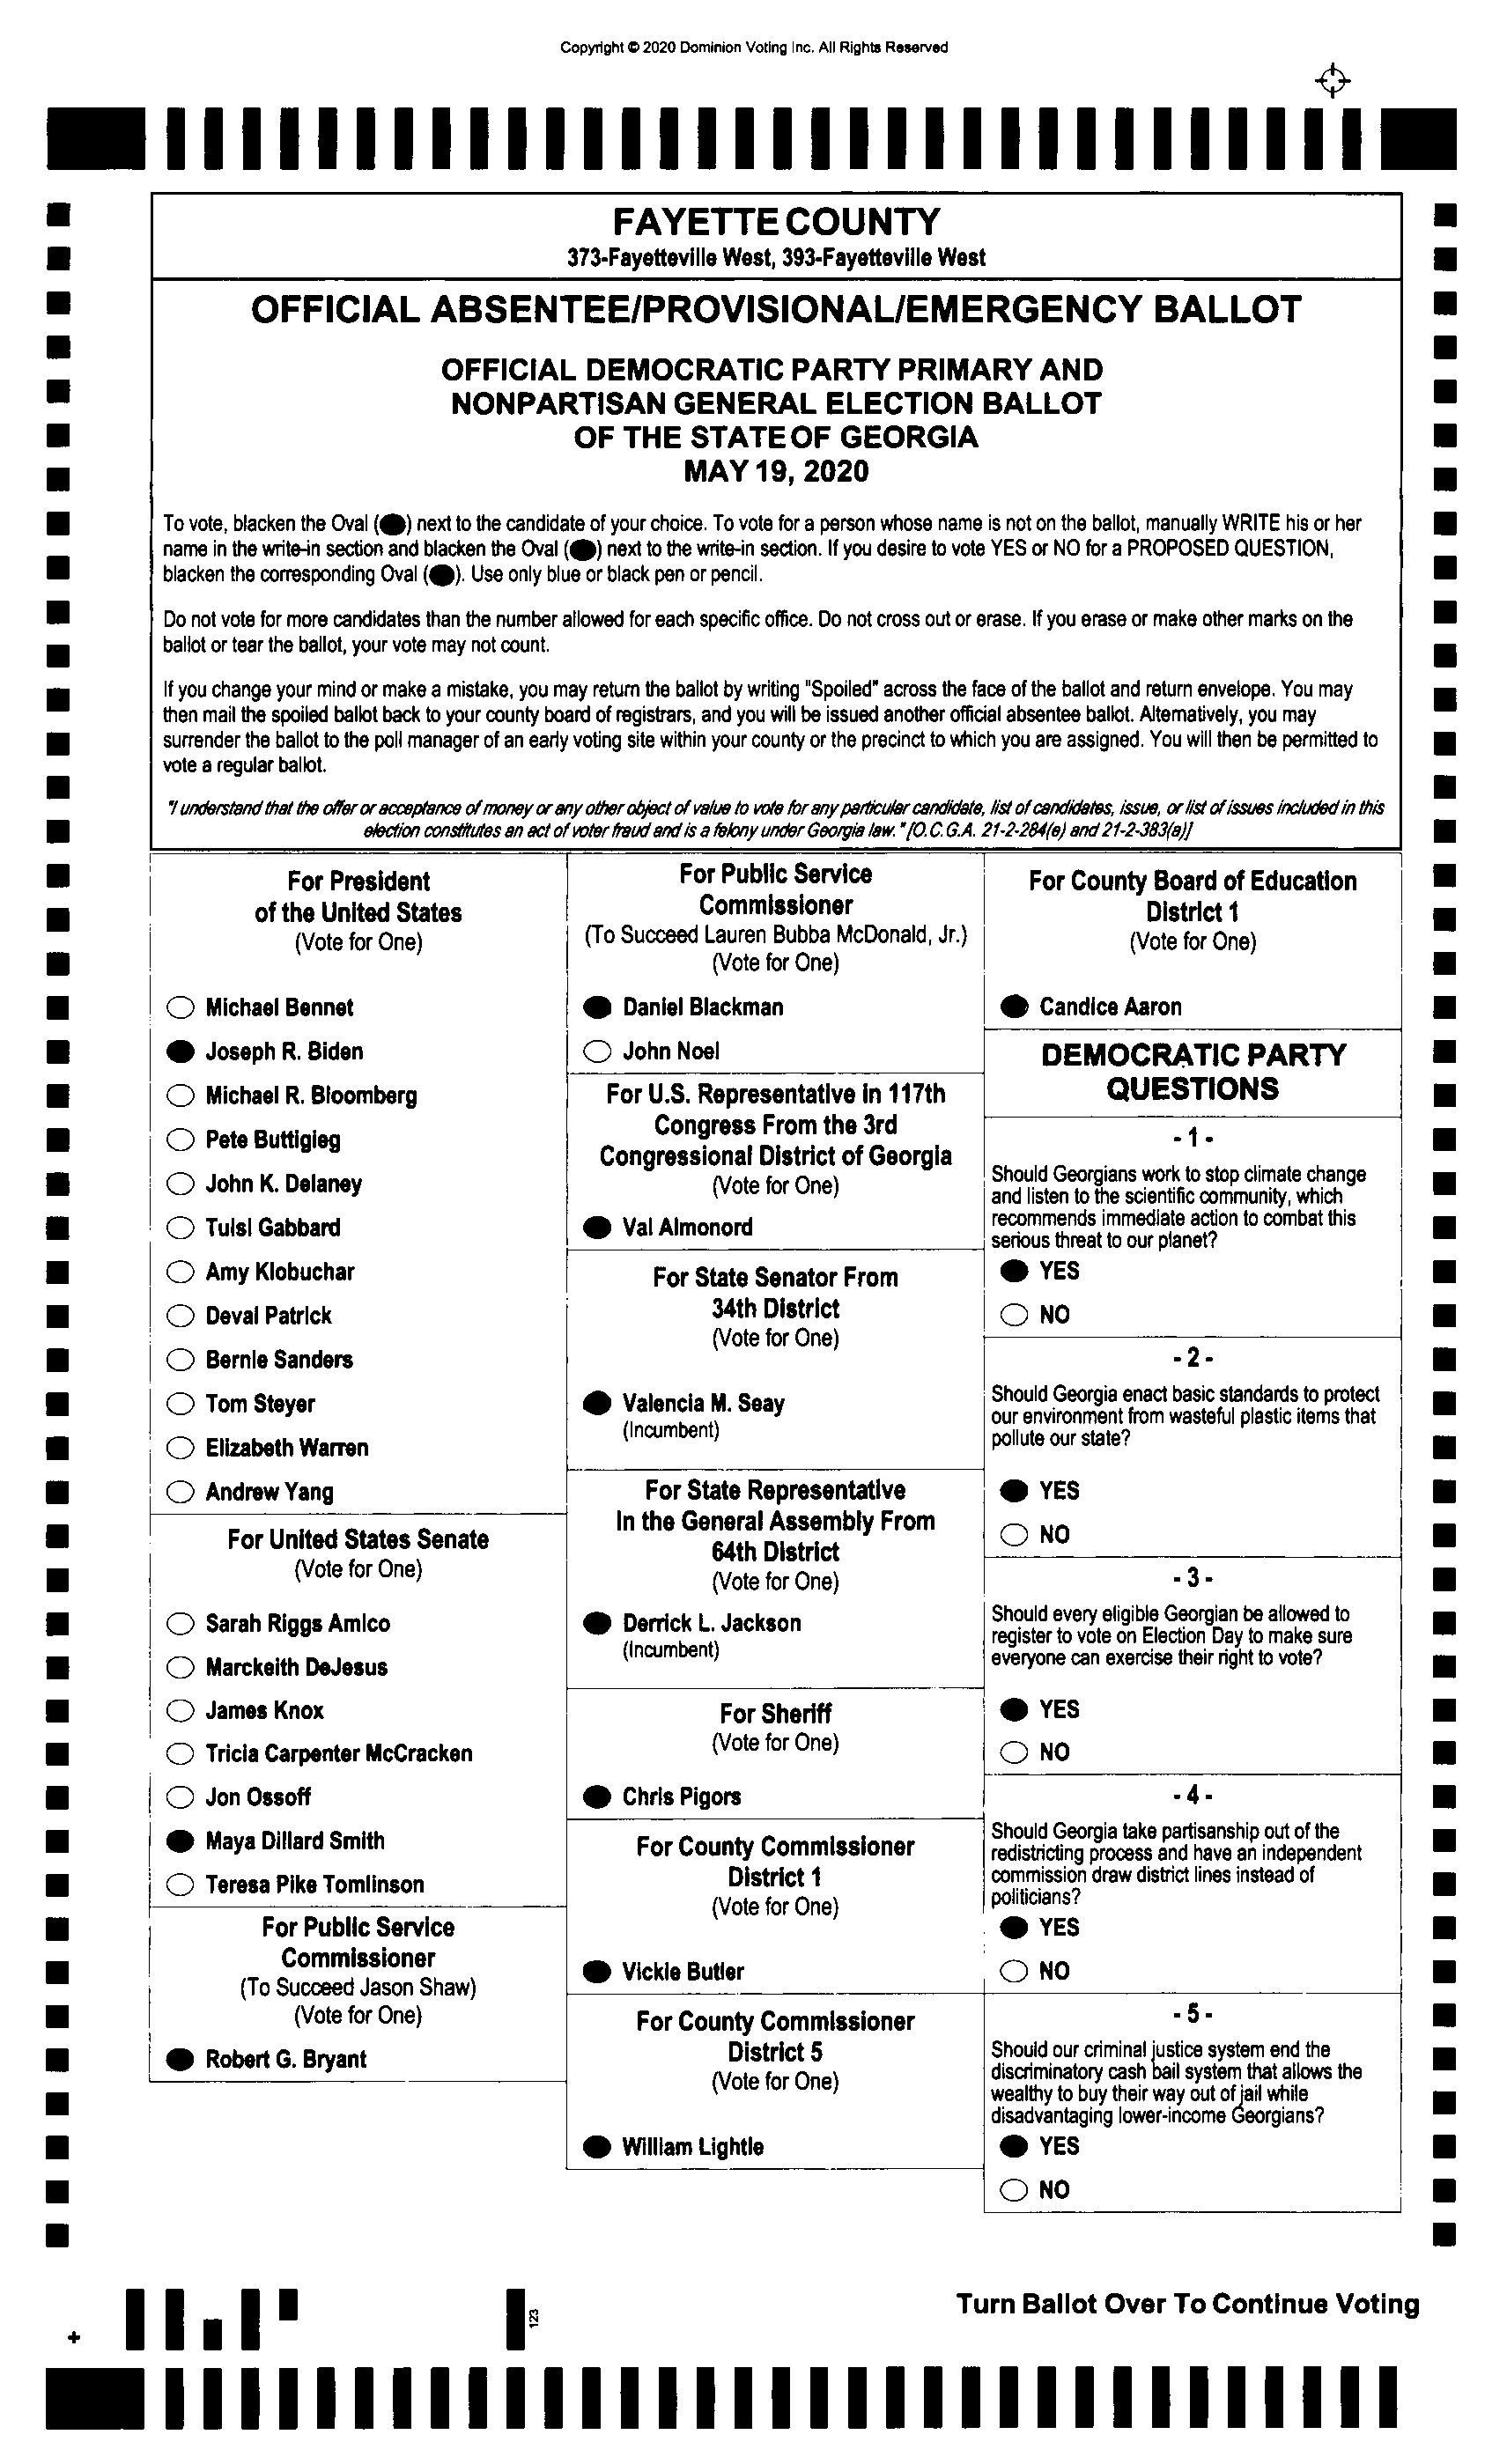 Copyright © 2020 Dominion Voting Inc. All Rights Reserved
FAYETTE COUNTY
373-Fayetteville West, 393-Fayetteville West
OFFICIAL ABSENTEE/PROVISIONAL/EMERGENCY BALLOT
OFFICIAL DEMOCRATIC PARTY PRIMARY AND
NONPARTISAN GENERAL ELECTION BALLOT
OF THE STATE OF GEORGIA
MAY 19, 2020
To vote, blacken the Oval (●) next to the candidate of your choice. To vote for a person whose name is not on the ballot, manually WRITE his or her
name in the write-in section and blacken the Oval (●) next to the write-in section. If you desire to vote YES or NO for a PROPOSED QUESTION,
blacken the corresponding Oval (●). Use only blue or black pen or pencil.
Do not vote for more candidates than the number allowed for each specific office. Do not cross out or erase. If you erase or make other marks on the
ballot or tear the ballot, your vote may not count.
If you change your mind or make a mistake, you may return the ballot by writing "Spoiled" across the face of the ballot and return envelope. You may
then mail the spoiled ballot back to your county board of registrars, and you will be issued another official absentee ballot. Alternatively, you may
surrender the ballot to the poll manager of an early voting site within your county or the precinct to which you are assigned. You will then be permitted to
vote a regular ballot.
"I understand that the offer or acceptance of money or any other object of value to vote for any particular candidate, list of candidates, issue, or list of issues included in this
election constitutes an act of voter fraud and is a felony under Georgia law." [O.C.G.A. 21-2-284(e) and 21-2-383(a)]
For President
of the United States
(Vote for One)
Michael Bennet
Joseph R. Biden
Michael R. Bloomberg
Pete Buttigieg
John K. Delaney
Tulsi Gabbard
Amy Klobuchar
Deval Patrick
Bernie Sanders
Tom Steyer
Elizabeth Warren
Andrew Yang
For United States Senate
(Vote for One)
Sarah Riggs Amico
Marckeith DeJesus
James Knox
Tricia Carpenter McCracken
Jon Ossoff
Maya Dillard Smith
Teresa Pike Tomlinson
For Public Service
Commissioner
(To Succeed Jason Shaw)
(Vote for One)
Robert G. Bryant
For Public Service
Commissioner
(To Succeed Lauren Bubba McDonald, Jr.)
(Vote for One)
Daniel Blackman
John Noel
For U.S. Representative in 117th
Congress From the 3rd
Congressional District of Georgia
(Vote for One)
Val Almonord
For State Senator From
34th District
(Vote for One)
Valencia M. Seay
(Incumbent)
For State Representative
In the General Assembly From
64th District
(Vote for One)
Derrick L. Jackson
(Incumbent)
For Sheriff
(Vote for One)
Chris Pigors
For County Commissioner
District 1
(Vote for One)
Vickie Butler
For County Commissioner
District 5
(Vote for One)
William Lightle
For County Board of Education
District 1
(Vote for One)
Candice Aaron
DEMOCRATIC PARTY
QUESTIONS
- 1 -
Should Georgians work to stop climate change
and listen to the scientific community, which
recommends immediate action to combat this
serious threat to our planet?
YES
NO
- 2 -
Should Georgia enact basic standards to protect
our environment from wasteful plastic items that
pollute our state?
YES
NO
- 3 -
Should every eligible Georgian be allowed to
register to vote on Election Day to make sure
everyone can exercise their right to vote?
YES
NO
- 4 -
Should Georgia take partisanship out of the
redistricting process and have an independent
commission draw district lines instead of
politicians?
YES
NO
- 5 -
Should our criminal justice system end the
discriminatory cash bail system that allows the
wealthy to buy their way out of jail while
disadvantaging lower-income Georgians?
YES
NO
Turn Ballot Over To Continue Voting
123